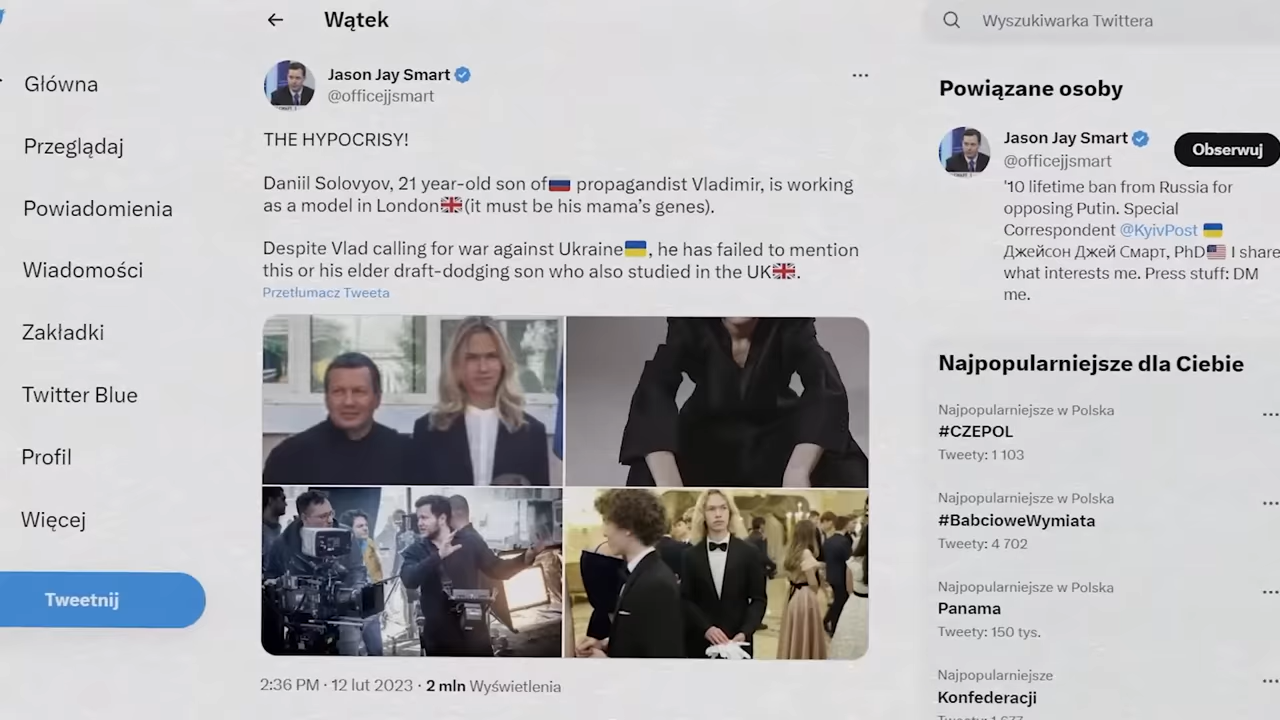 Wątek
Wyszukiwarka Twittera
Główna
Przeglądaj
Powiadomienia
Wiadomości
Zakładki
Twitter Blue
Profil
Więcej
Tweetnij
Jason Jay Smart
@officejjsmart
THE HYPOCRISY!
Daniil Solovyov, 21 year-old son of🇷🇺 propagandist Vladimir, is working
as a model in London🇬🇧(it must be his mama’s genes).
Despite Vlad calling for war against Ukraine🇺🇦, he has failed to mention
this or his elder draft-dodging son who also studied in the UK🇬🇧.
Przetłumacz Tweeta
2:36 PM · 12 lut 2023 · 2 mln Wyświetlenia
Powiązane osoby
Jason Jay Smart
@officejjsmart
Obserwuj
'10 lifetime ban from Russia for
opposing Putin. Special
Correspondent @KyivPost 🇺🇦
Джейсон Джей Смарт, PhD🇺🇸 I share
what interests me. Press stuff: DM
me.
Najpopularniejsze dla Ciebie
Najpopularniejsze w Polska
#CZEPOL
Tweety: 1 103
Najpopularniejsze w Polska
#BabcioweWymiata
Tweety: 4 702
Najpopularniejsze w Polska
Panama
Tweety: 150 tys.
Najpopularniejsze
Konfederacji
Tweety: 1 677